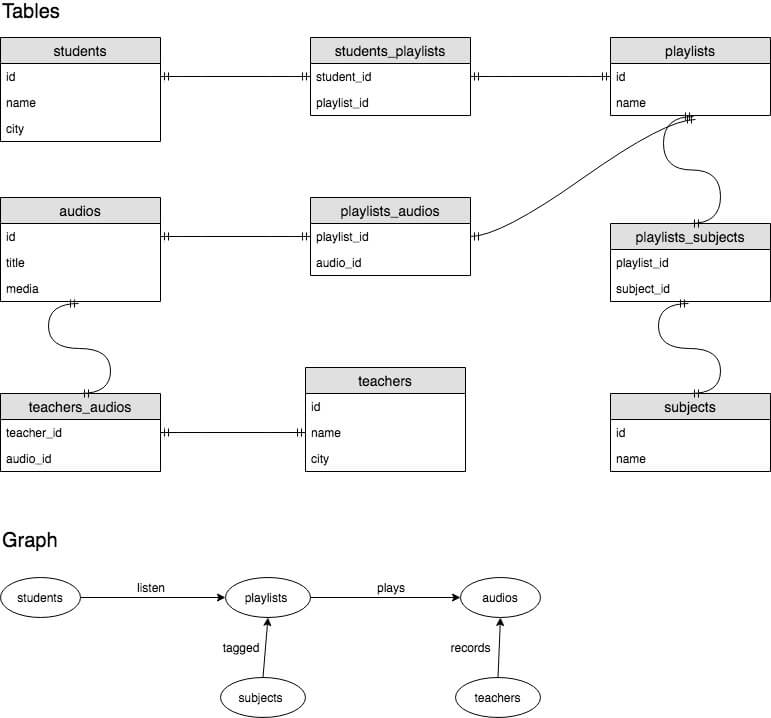 Tables
students
id
name
city
students_playlists
student_id
playlist_id
playlists
id
name
audios
id
title
media
playlists_audios
playlist_id
audio_id
playlists_subjects
playlist_id
subject_id
teachers_audios
teacher_id
audio_id
teachers
id
name
city
subjects
id
name
Graph
students
listen
playlists
plays
audios
tagged
records
subjects
teachers